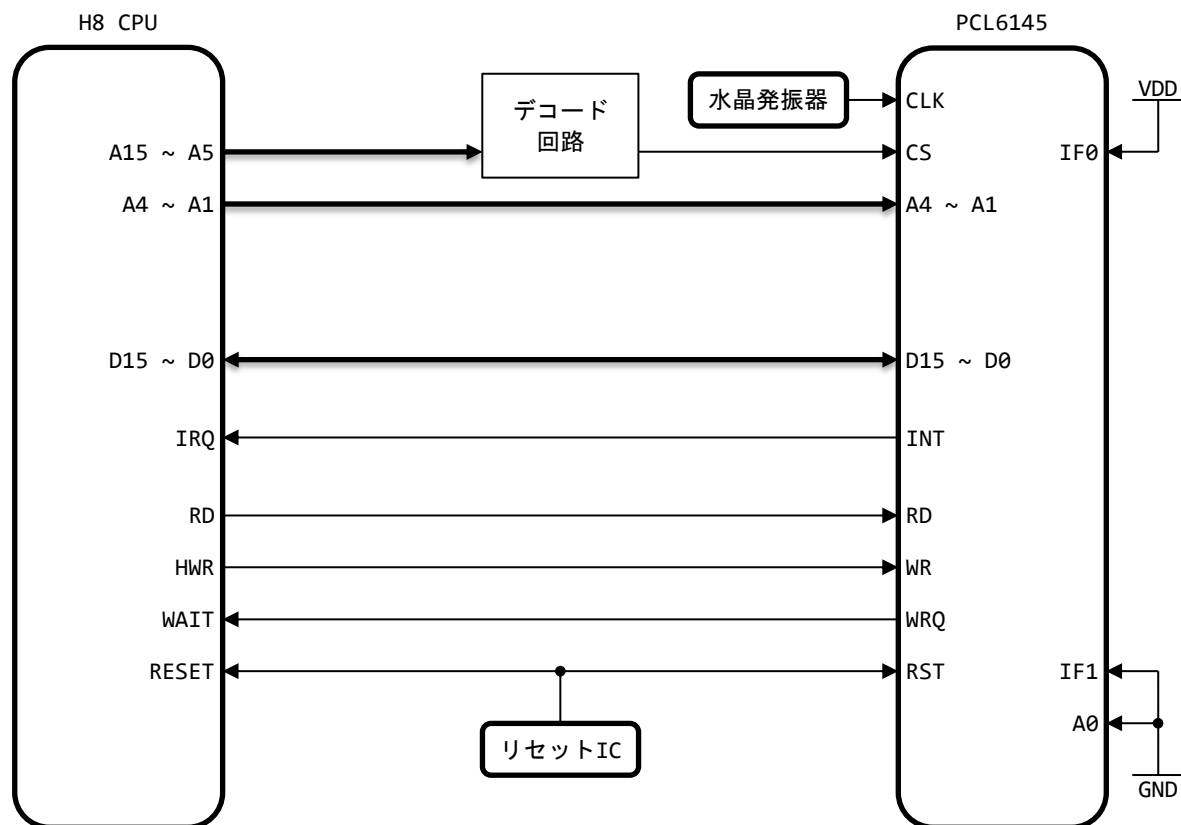 H8 CPU
PCL6145
水晶発振器
CLK
VDD
デコード
回路
A15 ~ A5
CS
IF0
A4 ~ A1
A4 ~ A1
D15 ~ D0
D15 ~ D0
IRQ
INT
RD
RD
HWR
WR
WAIT
WRQ
RESET
RST
IF1
A0
リセットIC
GND